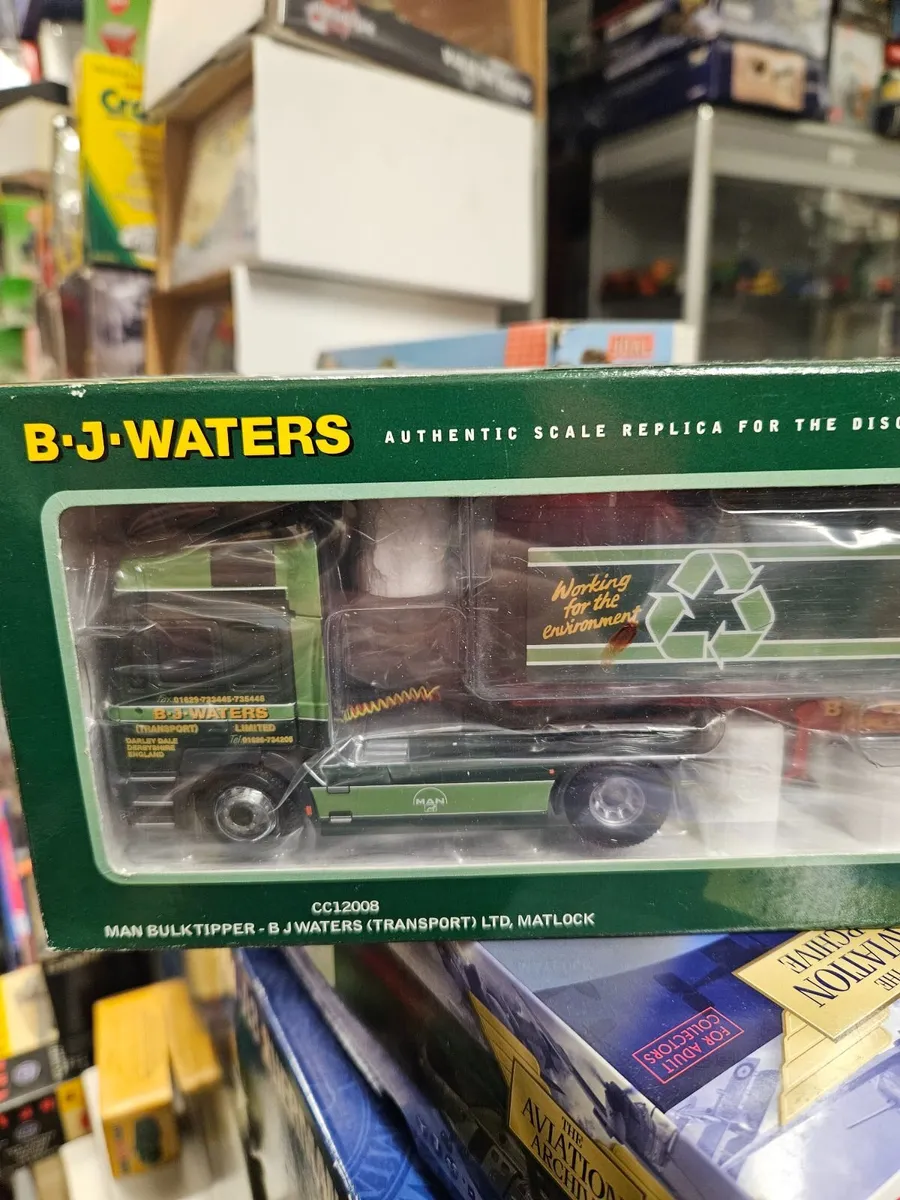 Cra
B·J·WATERS
AUTHENTIC SCALE REPLICA FOR THE DISC
Working
for the
environment
B·J·WATERS
(TRANSPORT) LIMITED
DARLEY DALE
DERBYSHIRE
ENGLAND
MAN
CC12008
MAN BULKTIPPER - B J WATERS (TRANSPORT) LTD, MATLOCK
FOR ADULT
COLLECTORS
THE
AVIATION
ARCHIVE
THE
AVIATION